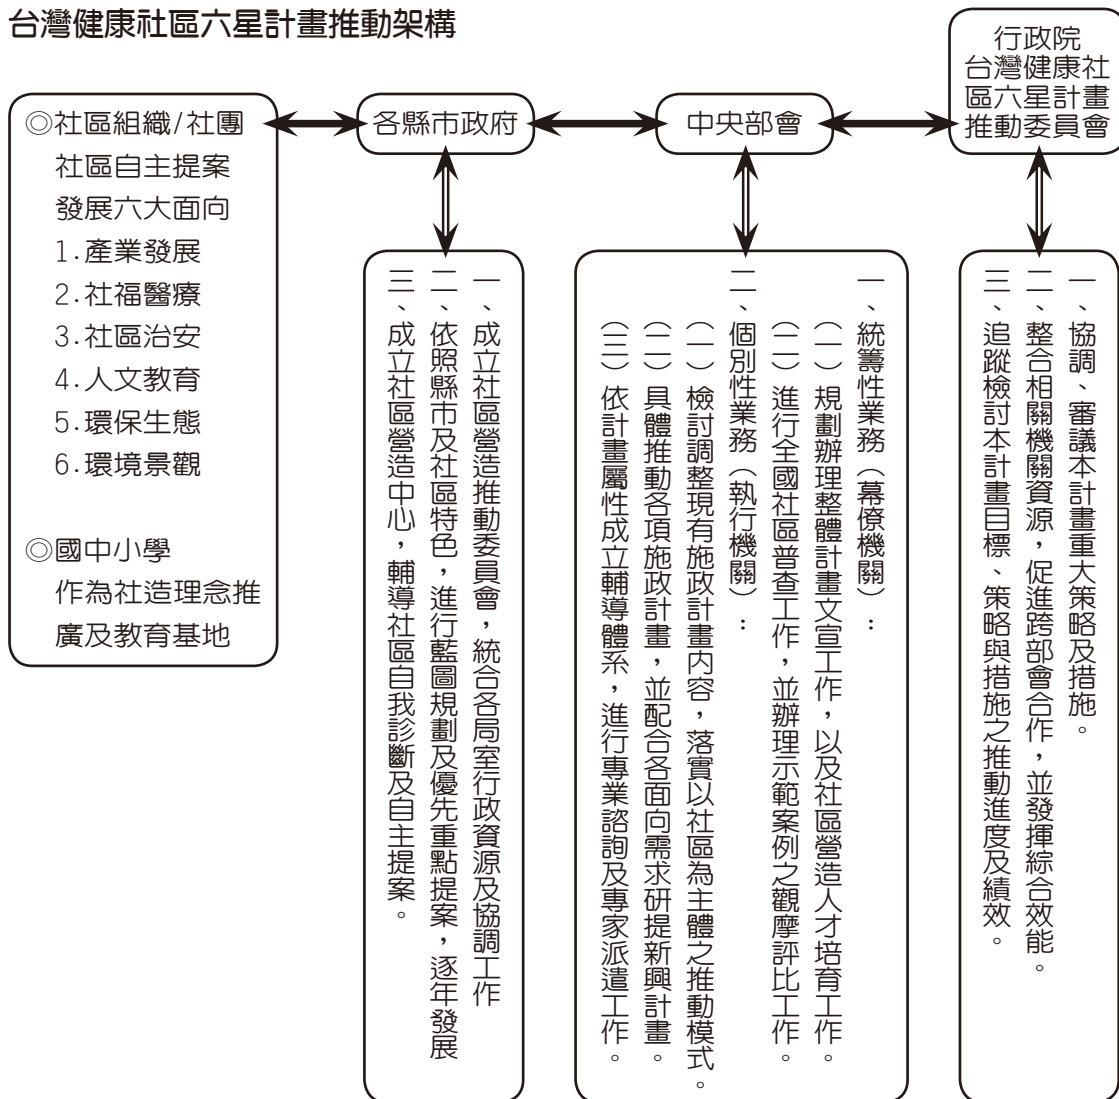 台灣健康社區六星計畫推動架構
行政院
台灣健康社
區六星計畫
推動委員會
中央部會
各縣市政府
◎社區組織/社團
社區自主提案
發展六大面向
1.產業發展
2.社福醫療
3.社區治安
4.人文教育
5.環保生態
6.環境景觀
◎國中小學
作為社造理念推
廣及教育基地
一、成立社區營造推動委員會，統合各局室行政資源及協調工作
二、依照縣市及社區特色，進行藍圖規劃及優先重點提案，逐年發展
三、成立社區營造中心，輔導社區自我診斷及自主提案。
一、統籌性業務（幕僚機關）：
（一）規劃辦理整體計畫文宣工作，以及社區營造人才培育工作。
（二）進行全國社區普查工作，並辦理示範案例之觀摩評比工作。
二、個別性業務（執行機關）：
（一）檢討調整現有施政計畫內容，落實以社區為主體之推動模式。
（二）具體推動各項施政計畫，並配合各面向需求研提新興計畫。
（三）依計畫屬性成立輔導體系，進行專業諮詢及專家派遣工作。
一、協調、審議本計畫重大策略及措施。
二、整合相關機關資源，促進跨部會合作，並發揮綜合效能。
三、追蹤檢討本計畫目標、策略與措施之推動進度及績效。